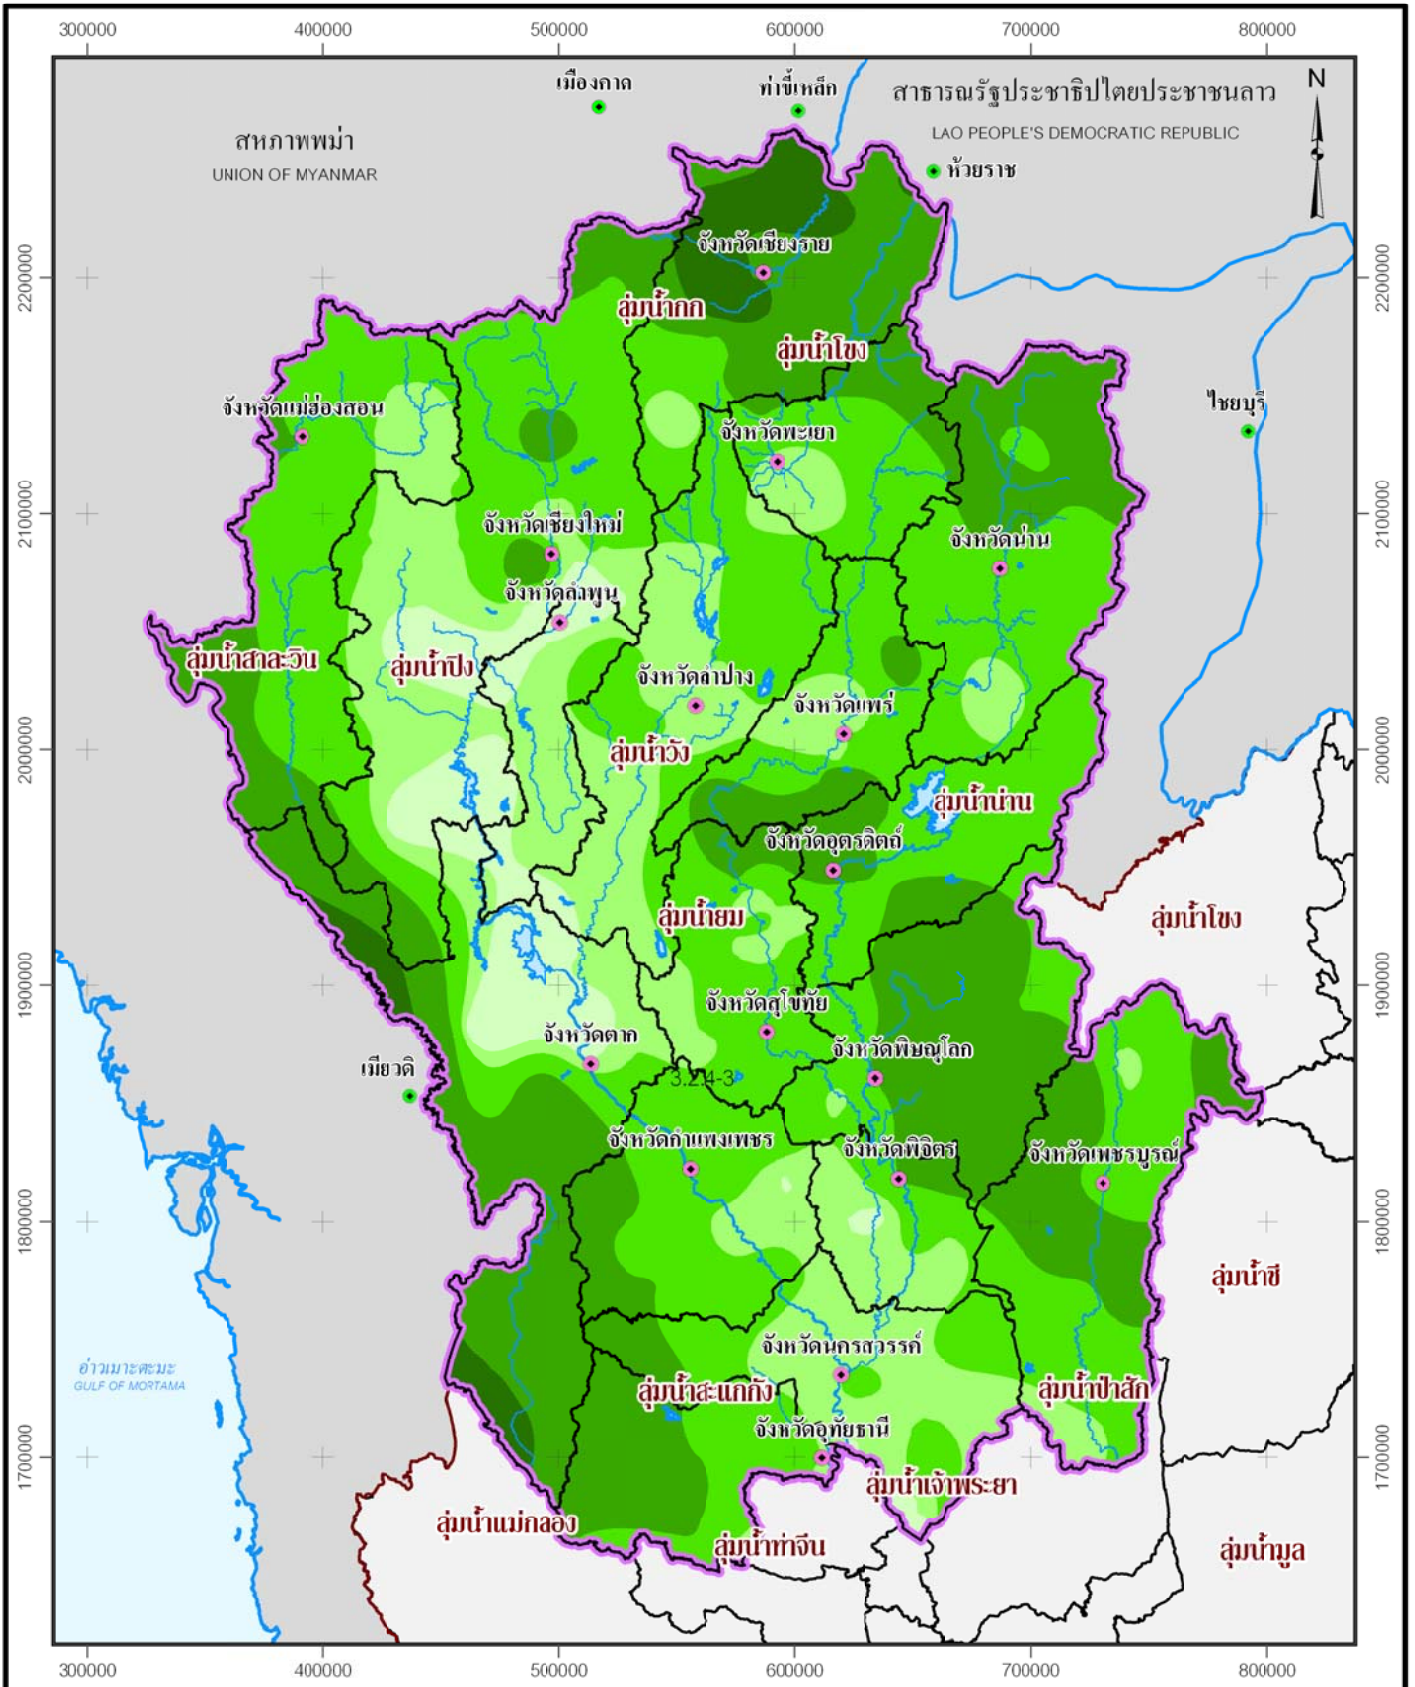 300000 400000 500000 600000 700000 800000
เมืองกาด
ท่าขี้เหล็ก
สาธารณรัฐประชาธิปไตยประชาชนลาว
N
LAO PEOPLE'S DEMOCRATIC REPUBLIC
สหภาพพม่า
UNION OF MYANMAR
ห้วยราช
จังหวัดเชียงราย
2200000
2200000
ลุ่มน้ำกก
ลุ่มน้ำโขง
จังหวัดแม่ฮ่องสอน
ไชยบุรี
จังหวัดพะเยา
2100000
2100000
จังหวัดเชียงใหม่
จังหวัดน่าน
จังหวัดลำพูน
ลุ่มน้ำสาละวิน
ลุ่มน้ำปิง
จังหวัดลำปาง
จังหวัดแพร่
2000000
2000000
ลุ่มน้ำวัง
ลุ่มน้ำน่าน
จังหวัดอุตรดิตถ์
ลุ่มน้ำยม
ลุ่มน้ำโขง
1900000
1900000
จังหวัดสุโขทัย
จังหวัดตาก
จังหวัดพิษณุโลก
เมียวดี
3.2.4-3
จังหวัดกำแพงเพชร
จังหวัดพิจิตร
จังหวัดเพชรบูรณ์
1800000
1800000
ลุ่มน้ำชี
จังหวัดนครสวรรค์
อ่าวเมาะตะมะ
GULF OF MORTAMA
ลุ่มน้ำสะแกกัง
ลุ่มน้ำป่าสัก
จังหวัดอุทัยธานี
1700000
1700000
ลุ่มน้ำเจ้าพระยา
ลุ่มน้ำแม่กลอง
ลุ่มน้ำท่าจีน
ลุ่มน้ำมูล
300000 400000 500000 600000 700000 800000